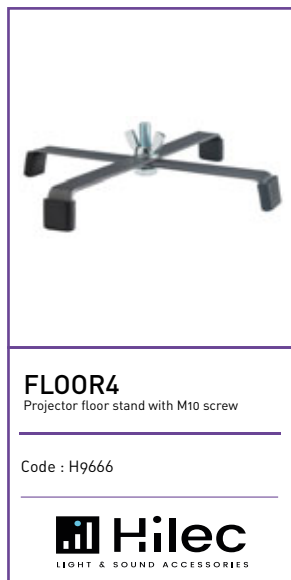 FLOOR4
Projector floor stand with M10 screw
Code : H9666
Hilec
LIGHT & SOUND ACCESSORIES